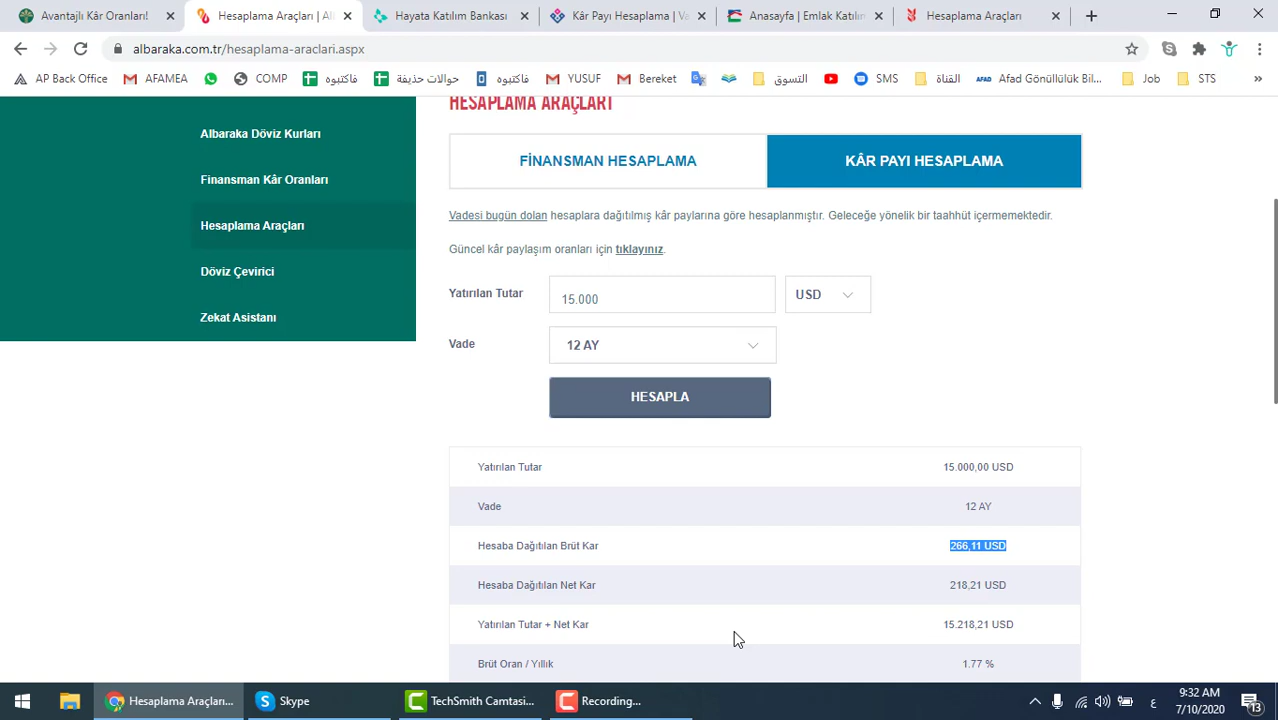 Avantajlı Kâr Oranları!
Hesaplama Araçları | Al
Hayata Katılım Bankası
Kâr Payı Hesaplama | Va
Anasayfa | Emlak Katılım
Hesaplama Araçları
albaraka.com.tr/hesaplama-araclari.aspx
AP Back Office
AFAMEA
COMP
فاكتبوه
حوالات حذيفة
فاكتبوه
YUSUF
Bereket
التسوق
SMS
القناة
AFAD
Afad Gönüllülük Bil...
Job
STS
»
HESAPLAMA ARAÇLARI
Albaraka Döviz Kurları
Finansman Kâr Oranları
Hesaplama Araçları
Döviz Çevirici
Zekat Asistanı
FİNANSMAN HESAPLAMA
KÂR PAYI HESAPLAMA
Vadesi bugün dolan hesaplara dağıtılmış kâr paylarına göre hesaplanmıştır. Geleceğe yönelik bir taahhüt içermemektedir.
Güncel kâr paylaşım oranları için tıklayınız.
Yatırılan Tutar
15.000
USD
Vade
12 AY
HESAPLA
Yatırılan Tutar 15.000,00 USD
Vade 12 AY
Hesaba Dağıtılan Brüt Kar 266,11 USD
Hesaba Dağıtılan Net Kar 218,21 USD
Yatırılan Tutar + Net Kar 15.218,21 USD
Brüt Oran / Yıllık 1.77 %
Hesaplama Araçları...
Skype
TechSmith Camtasi...
Recording...
ع
9:32 AM
7/10/2020
13